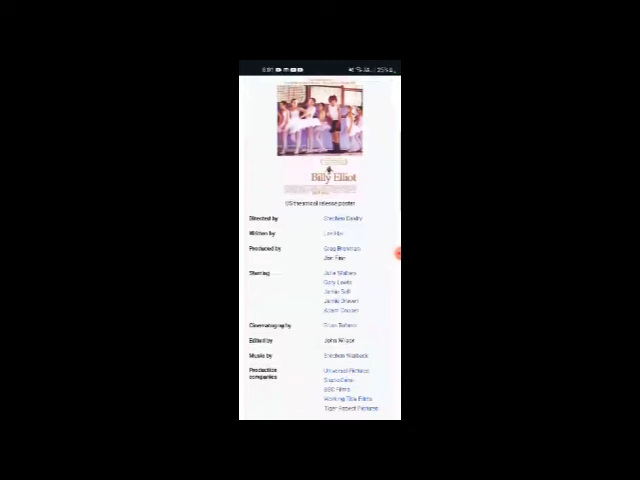 Billy Elliot
US theatrical release poster
Directed by Stephen Daldry
Written by Lee Hall
Produced by Greg Brenman
Jon Finn
Starring Julie Walters
Gary Lewis
Jamie Bell
Jamie Draven
Adam Cooper
Cinematography Brian Tufano
Edited by John Wilson
Music by Stephen Warbeck
Production companies Universal Pictures
StudioCanal
BBC Films
Working Title Films
Tiger Aspect Pictures